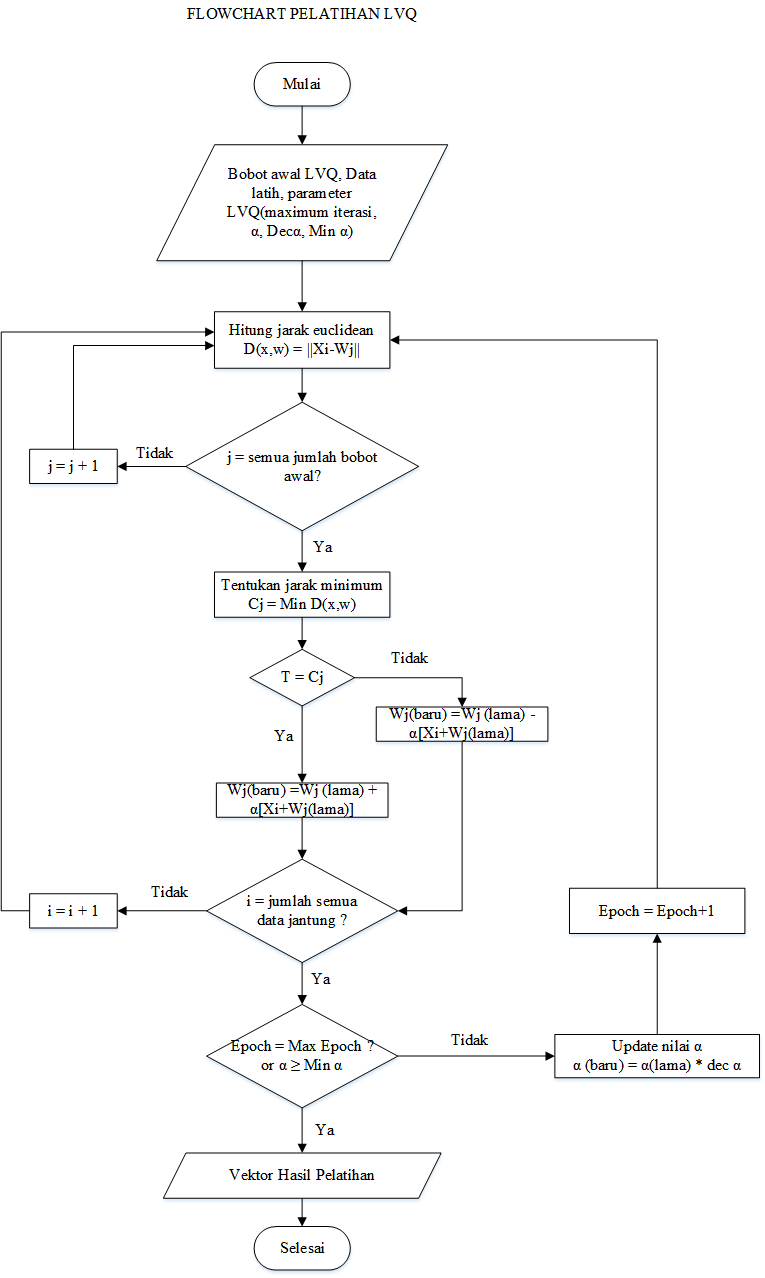 FLOWCHART PELATIHAN LVQ
Mulai
Bobot awal LVQ, Data
latih, parameter
LVQ(maximum iterasi,
α, Decα, Min α)
Hitung jarak euclidean
D(x,w) = ||Xi-Wj||
j = semua jumlah bobot
awal?
Tidak
j = j + 1
Ya
Tentukan jarak minimum
Cj = Min D(x,w)
T = Cj
Tidak
Wj(baru) =Wj (lama) -
α[Xi+Wj(lama)]
Ya
Wj(baru) =Wj (lama) +
α[Xi+Wj(lama)]
i = jumlah semua
data jantung ?
Tidak
i = i + 1
Ya
Epoch = Max Epoch ?
or α ≥ Min α
Tidak
Update nilai α
α (baru) = α(lama) * dec α
Epoch = Epoch+1
Ya
Vektor Hasil Pelatihan
Selesai